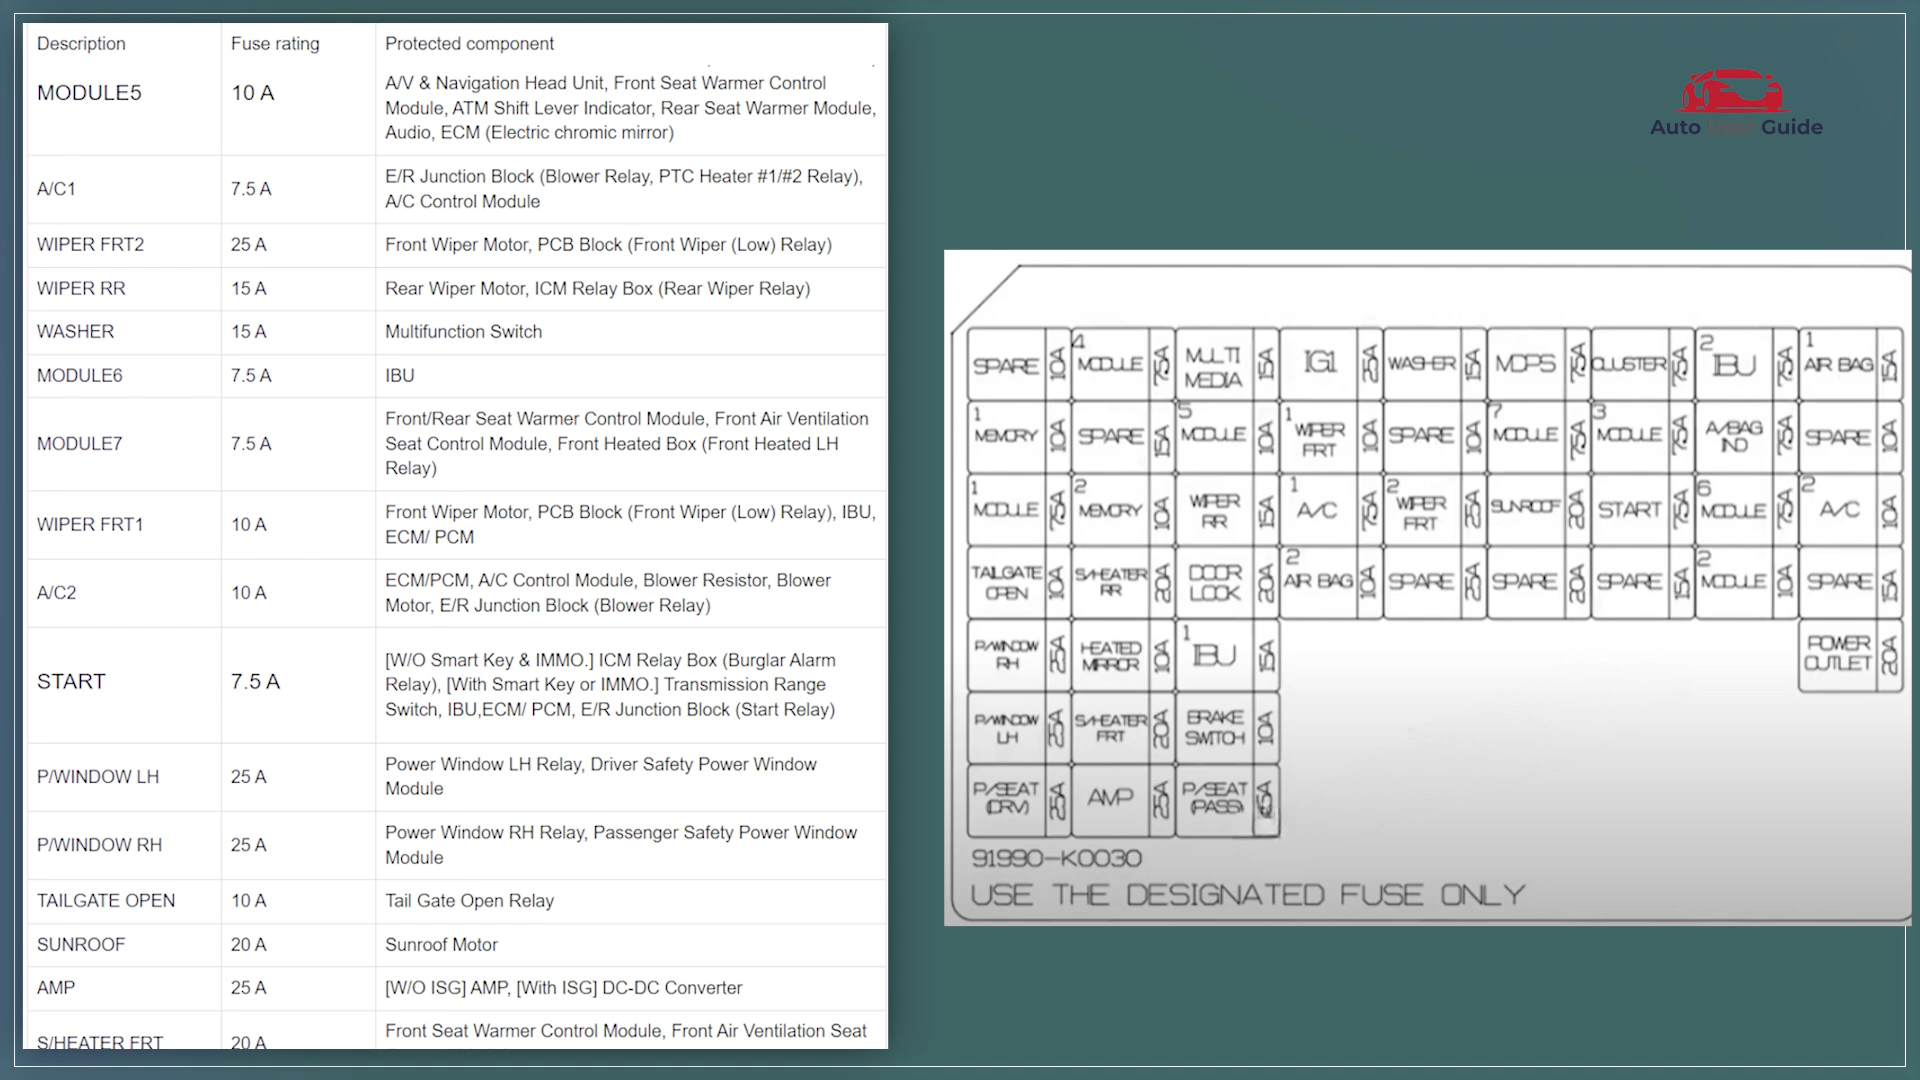 Description Fuse rating Protected component
MODULE5 10 A A/V & Navigation Head Unit, Front Seat Warmer Control
Module, ATM Shift Lever Indicator, Rear Seat Warmer Module,
Audio, ECM (Electric chromic mirror)
A/C1 7.5 A E/R Junction Block (Blower Relay, PTC Heater #1/#2 Relay),
A/C Control Module
WIPER FRT2 25 A Front Wiper Motor, PCB Block (Front Wiper (Low) Relay)
WIPER RR 15 A Rear Wiper Motor, ICM Relay Box (Rear Wiper Relay)
WASHER 15 A Multifunction Switch
MODULE6 7.5 A IBU
MODULE7 7.5 A Front/Rear Seat Warmer Control Module, Front Air Ventilation
Seat Control Module, Front Heated Box (Front Heated LH
Relay)
WIPER FRT1 10 A Front Wiper Motor, PCB Block (Front Wiper (Low) Relay), IBU,
ECM/ PCM
A/C2 10 A ECM/PCM, A/C Control Module, Blower Resistor, Blower
Motor, E/R Junction Block (Blower Relay)
START 7.5 A [W/O Smart Key & IMMO.] ICM Relay Box (Burglar Alarm
Relay), [With Smart Key or IMMO.] Transmission Range
Switch, IBU,ECM/ PCM, E/R Junction Block (Start Relay)
P/WINDOW LH 25 A Power Window LH Relay, Driver Safety Power Window
Module
P/WINDOW RH 25 A Power Window RH Relay, Passenger Safety Power Window
Module
TAILGATE OPEN 10 A Tail Gate Open Relay
SUNROOF 20 A Sunroof Motor
AMP 25 A [W/O ISG] AMP, [With ISG] DC-DC Converter
S/HEATER FRT 20 A Front Seat Warmer Control Module, Front Air Ventilation Seat
Auto User Guide
SPARE 10A 4 MODULE 7.5A MULTI MEDIA 15A IG1 25A WASHER 15A MDPS 7.5A CLUSTER 7.5A 2 IBU 7.5A 1 AIR BAG 15A
1 MEMORY 10A SPARE 15A 5 MODULE 10A 1 WIPER FRT 10A SPARE 10A 7 MODULE 7.5A 3 MODULE 7.5A A/BAG IND 7.5A SPARE 10A
1 MODULE 7.5A 2 MEMORY 10A WIPER RR 15A 1 A/C 7.5A 2 WIPER FRT 25A SUNROOF 20A START 7.5A 6 MODULE 7.5A 2 A/C 10A
TAILGATE OPEN 10A S/HEATER RR 20A DOOR LOCK 20A 2 AIR BAG 10A SPARE 25A SPARE 20A SPARE 15A 2 MODULE 10A SPARE 15A
P/WINDOW RH 25A HEATED MIRROR 10A 1 IBU 15A POWER OUTLET 20A
P/WINDOW LH 25A S/HEATER FRT 20A BRAKE SWITCH 10A
P/SEAT (DRV) 25A AMP 25A P/SEAT (PASS)
91990-K0030
USE THE DESIGNATED FUSE ONLY